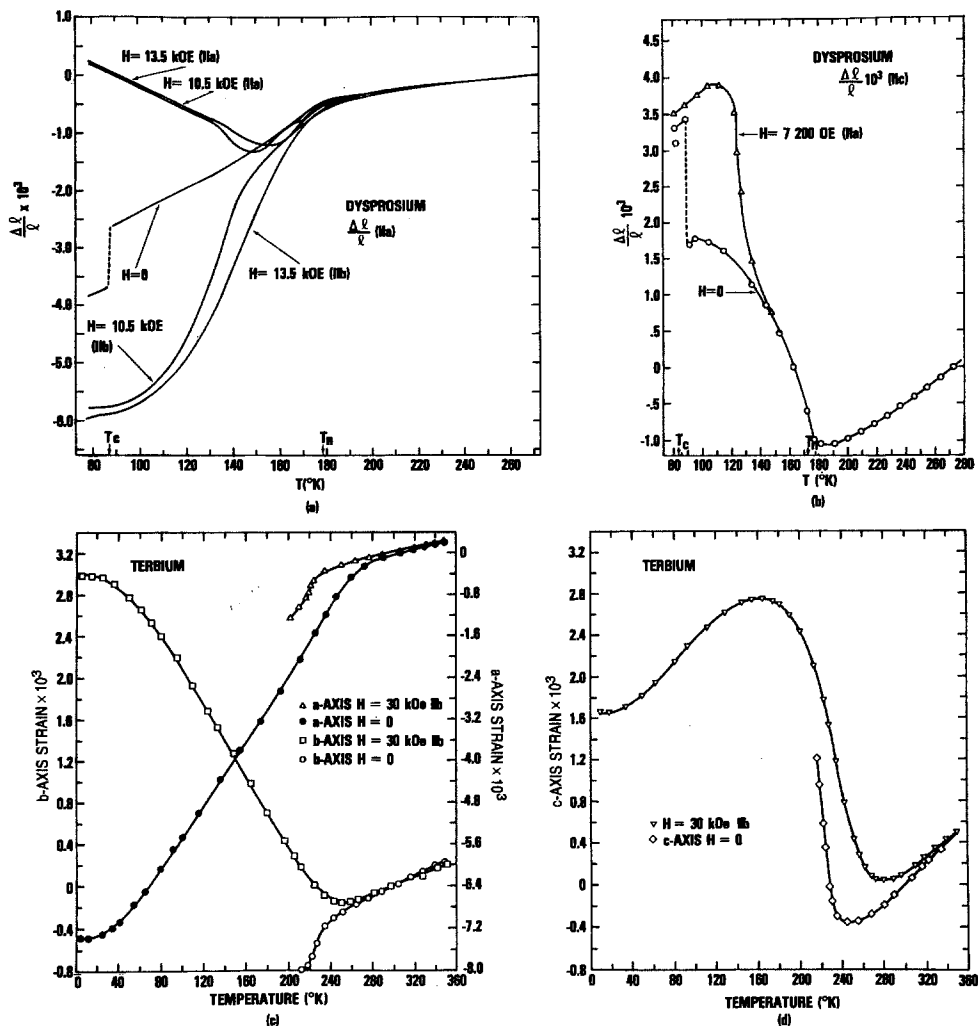 1.0
0
-1.0
-2.0
-3.0
-4.0
-5.0
-6.0
Δℓ/ℓ x 10³
H= 13.5 kOE (IIa)
H= 10.5 kOE (IIa)
H=0
H= 10.5 kOE
(IIb)
H= 13.5 kOE (IIb)
DYSPROSIUM
Δℓ/ℓ (IIa)
Tc
Tn
80 100 120 140 160 180 200 220 240 260
T(°K)
(a)
5.0
4.0
3.5
3.0
2.5
2.0
1.5
1.0
0.5
0
-0.5
-1.0
Δℓ/ℓ 10³
DYSPROSIUM
Δℓ/ℓ 10³ (IIc)
H= 7 200 OE (IIa)
H=0
Tc
80 100 120 140 160 180 200 220 240 260 280
T (°K)
(b)
3.2
2.8
2.4
2.0
1.6
1.2
0.8
0.4
0
-0.4
-0.8
b-AXIS STRAIN × 10³
TERBIUM
a-AXIS H = 30 kOe IIb
a-AXIS H = 0
b-AXIS H = 30 kOe IIb
b-AXIS H = 0
0
-0.8
-1.6
-2.4
-3.2
-4.0
-4.8
-5.6
-6.4
-7.2
-8.0
a-AXIS STRAIN × 10³
0 40 80 120 160 200 240 280 320 360
TEMPERATURE (°K)
(c)
3.2
2.8
2.4
2.0
1.6
1.2
0.8
0.4
0
-0.4
-0.8
c-AXIS STRAIN × 10³
TERBIUM
H = 30 kOe IIb
c-AXIS H = 0
0 40 80 120 160 200 240 280 320 360
TEMPERATURE (°K)
(d)